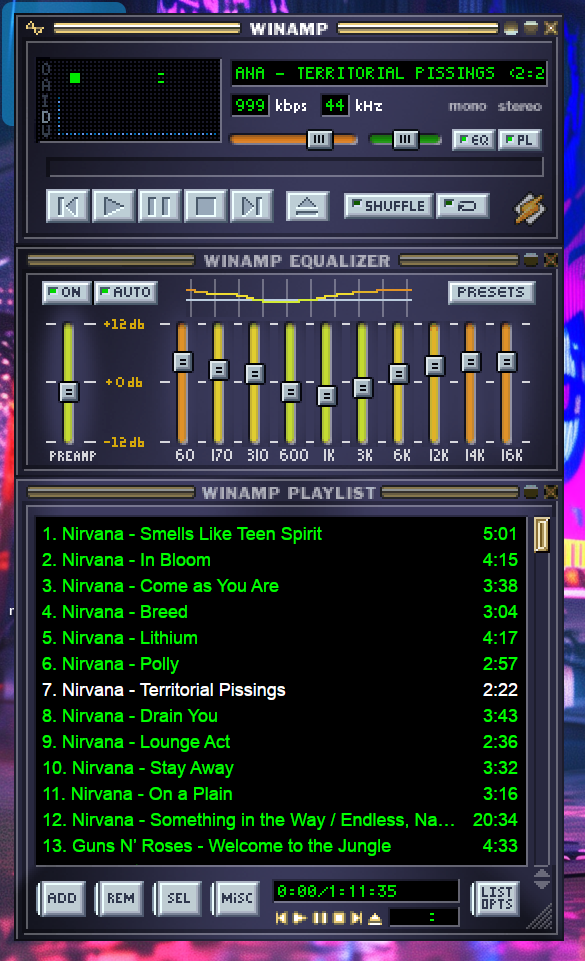 WINAMP
O
A
I
D
V
ANA - TERRITORIAL PISSINGS (2:2
999 kbps 44 kHz mono stereo
EQ PL
SHUFFLE
WINAMP EQUALIZER
ON AUTO PRESETS
+12db
+0db
-12db
PREAMP 60 170 310 600 1K 3K 6K 12K 14K 16K
WINAMP PLAYLIST
1. Nirvana - Smells Like Teen Spirit 5:01
2. Nirvana - In Bloom 4:15
3. Nirvana - Come as You Are 3:38
4. Nirvana - Breed 3:04
5. Nirvana - Lithium 4:17
6. Nirvana - Polly 2:57
7. Nirvana - Territorial Pissings 2:22
8. Nirvana - Drain You 3:43
9. Nirvana - Lounge Act 2:36
10. Nirvana - Stay Away 3:32
11. Nirvana - On a Plain 3:16
12. Nirvana - Something in the Way / Endless, Na... 20:34
13. Guns N' Roses - Welcome to the Jungle 4:33
ADD REM SEL MISC 0:00/1:11:35 LIST OPTS
: